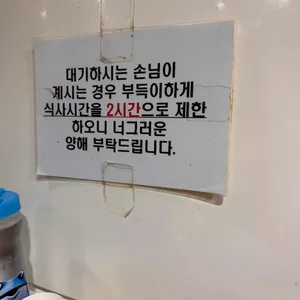 대기하시는 손님이
계시는 경우 부득이하게
식사시간을 2시간으로 제한
하오니 너그러운
양해 부탁드립니다.